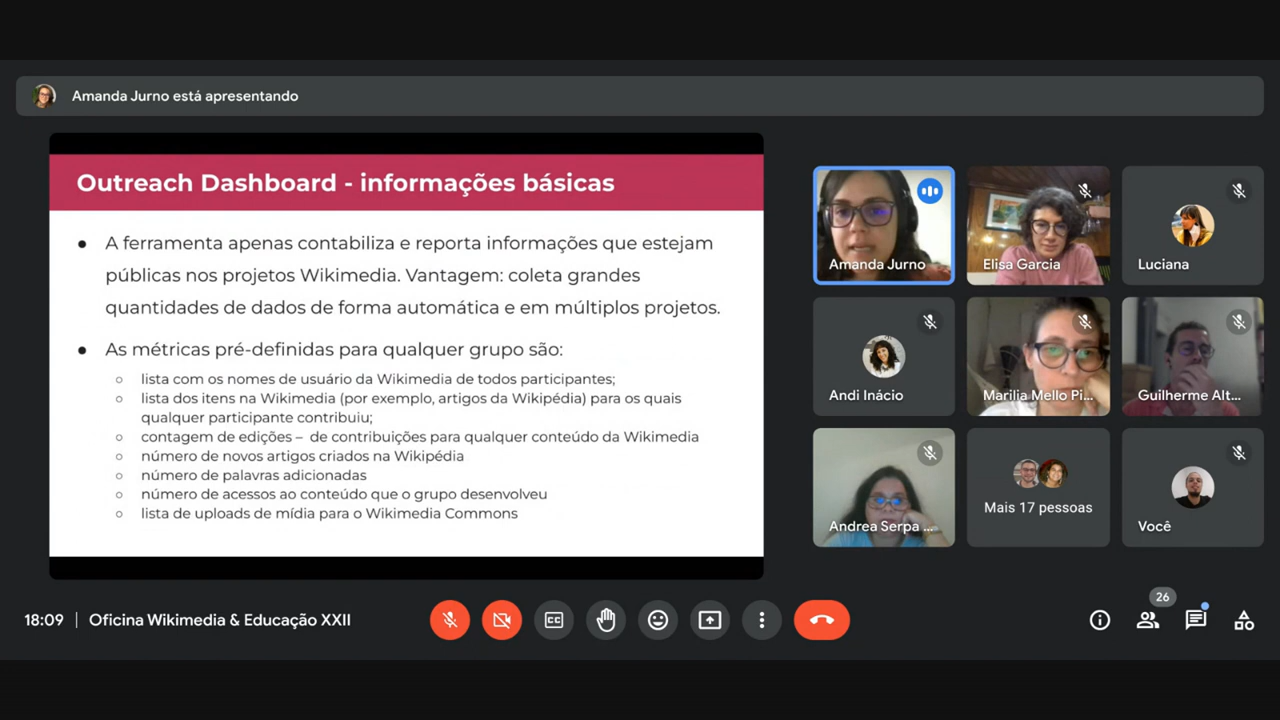 Amanda Jurno está apresentando
Outreach Dashboard - informações básicas
● A ferramenta apenas contabiliza e reporta informações que estejam
públicas nos projetos Wikimedia. Vantagem: coleta grandes
quantidades de dados de forma automática e em múltiplos projetos.
● As métricas pré-definidas para qualquer grupo são:
○ lista com os nomes de usuário da Wikimedia de todos participantes;
○ lista dos itens na Wikimedia (por exemplo, artigos da Wikipédia) para os quais
qualquer participante contribuiu;
○ contagem de edições – de contribuições para qualquer conteúdo da Wikimedia
○ número de novos artigos criados na Wikipédia
○ número de palavras adicionadas
○ número de acessos ao conteúdo que o grupo desenvolveu
○ lista de uploads de mídia para o Wikimedia Commons
Amanda Jurno
Elisa Garcia
Luciana
Andi Inácio
Marilia Mello Pi...
Guilherme Alt...
Andrea Serpa ...
Mais 17 pessoas
Você
18:09 | Oficina Wikimedia & Educação XXII
CC
26